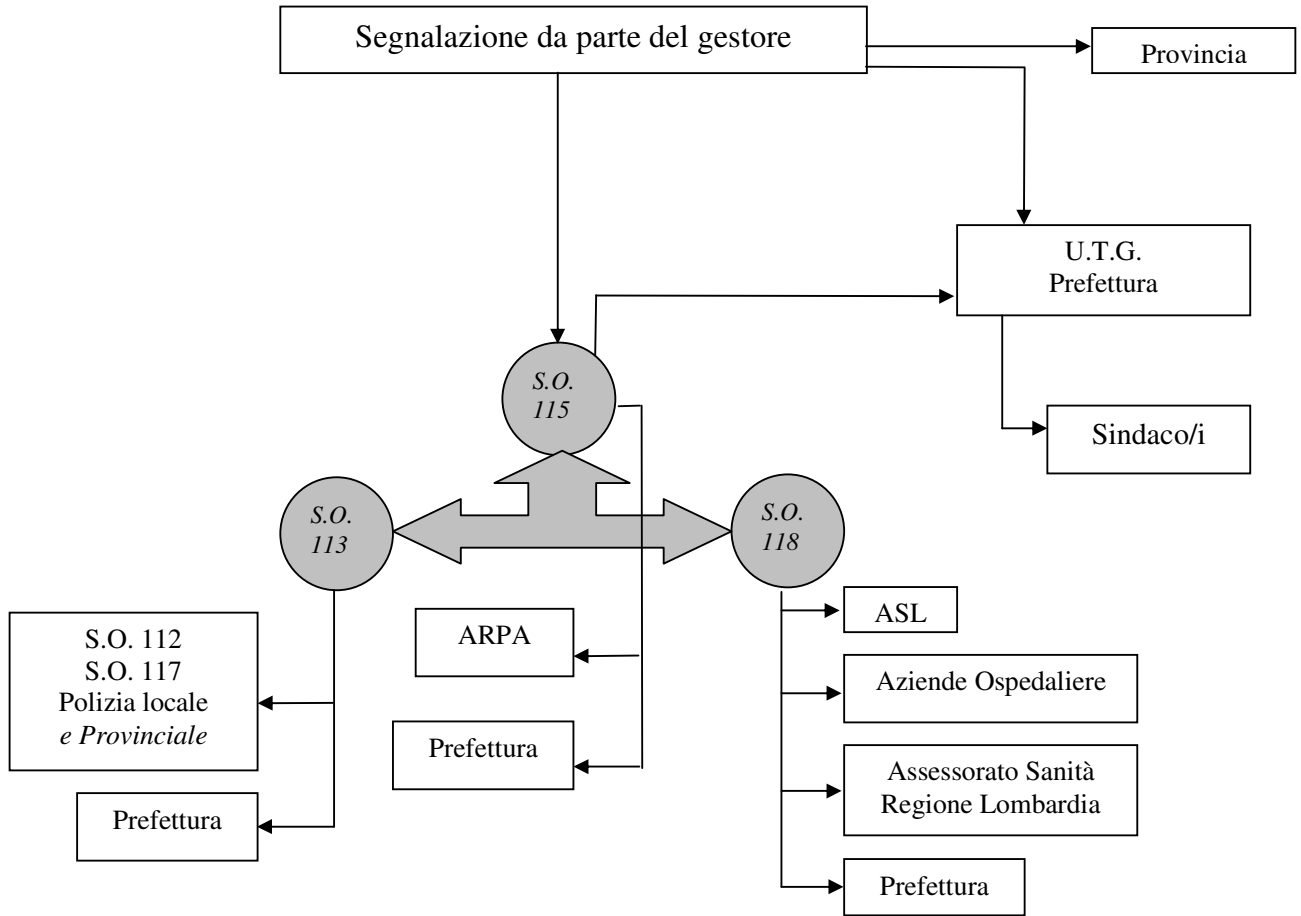 Segnalazione da parte del gestore
Provincia
U.T.G.
Prefettura
S.O.
115
Sindaco/i
S.O.
113
S.O.
118
S.O. 112
S.O. 117
Polizia locale
e Provinciale
Prefettura
ARPA
Prefettura
ASL
Aziende Ospedaliere
Assessorato Sanità
Regione Lombardia
Prefettura